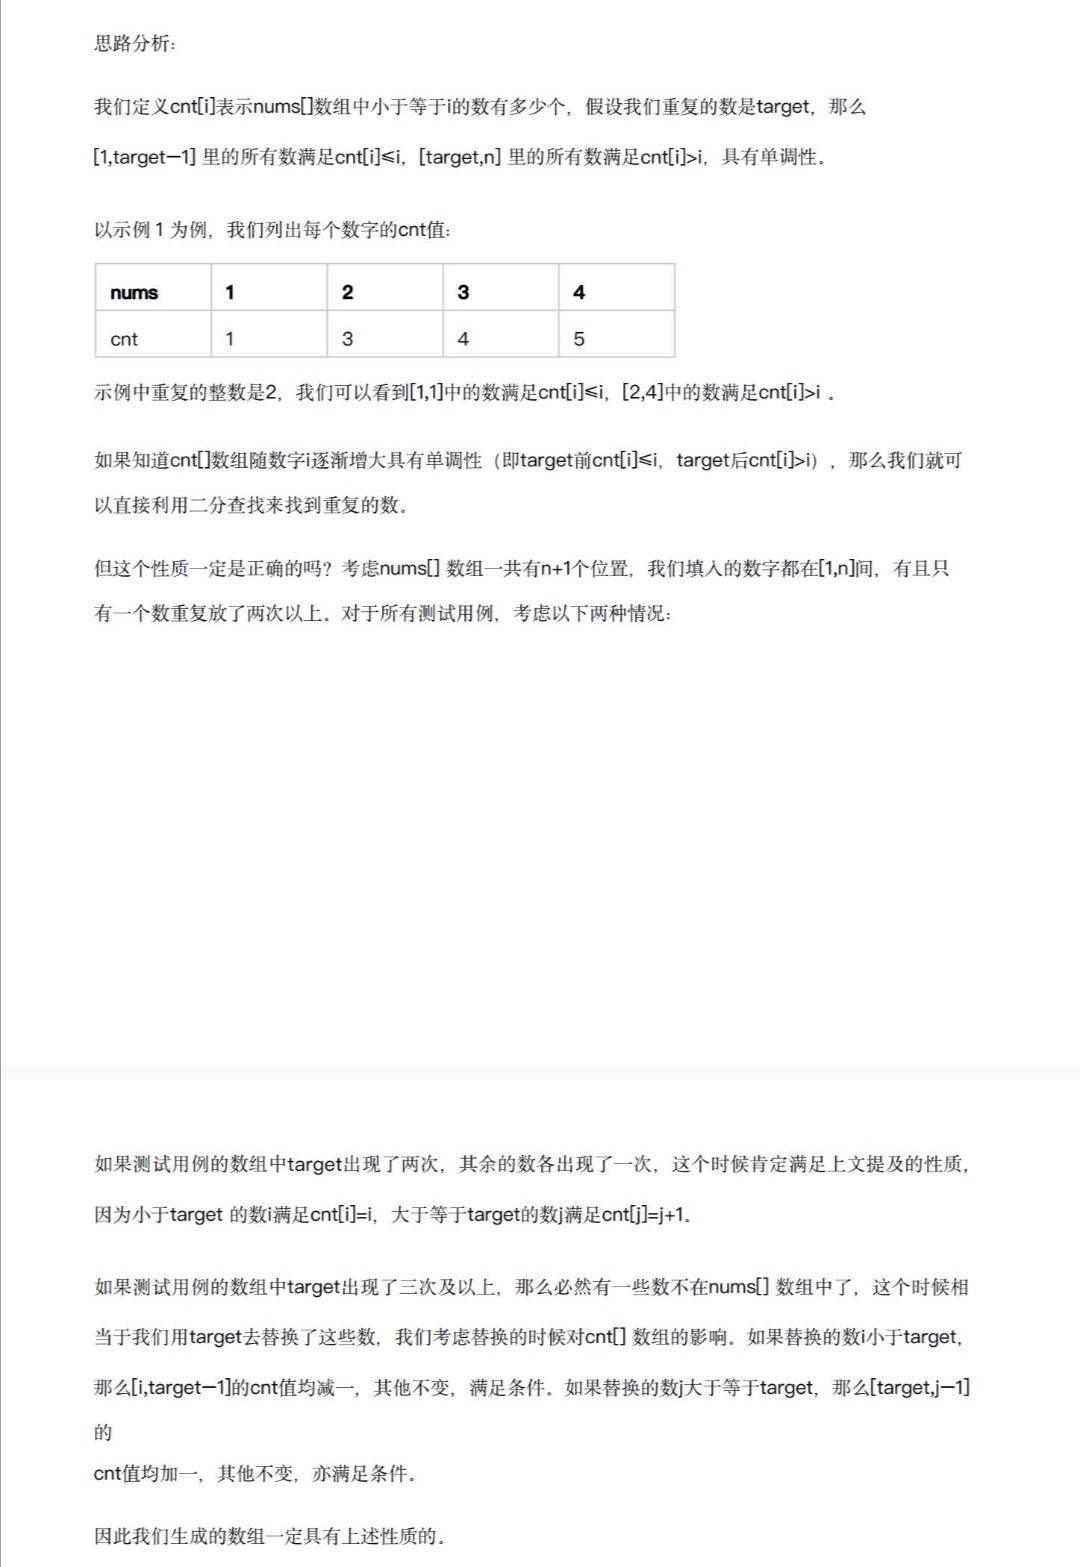 思路分析：
我们定义cnt[i]表示nums[]数组中小于等于i的数有多少个，假设我们重复的数是target，那么
[1,target−1] 里的所有数满足cnt[i]≤i，[target,n] 里的所有数满足cnt[i]>i，具有单调性。
以示例 1 为例，我们列出每个数字的cnt值：
nums 1 2 3 4
cnt 1 3 4 5
示例中重复的整数是2，我们可以看到[1,1]中的数满足cnt[i]≤i，[2,4]中的数满足cnt[i]>i 。
如果知道cnt[]数组随数字i逐渐增大具有单调性（即target前cnt[i]≤i，target后cnt[i]>i），那么我们就可
以直接利用二分查找来找到重复的数。
但这个性质一定是正确的吗？考虑nums[] 数组一共有n+1个位置，我们填入的数字都在[1,n]间，有且只
有一个数重复放了两次以上。对于所有测试用例，考虑以下两种情况：
如果测试用例的数组中target出现了两次，其余的数各出现了一次，这个时候肯定满足上文提及的性质，
因为小于target 的数i满足cnt[i]=i，大于等于target的数j满足cnt[j]=j+1。
如果测试用例的数组中target出现了三次及以上，那么必然有一些数不在nums[] 数组中了，这个时候相
当于我们用target去替换了这些数，我们考虑替换的时候对cnt[] 数组的影响。如果替换的数i小于target，
那么[i,target−1]的cnt值均减一，其他不变，满足条件。如果替换的数j大于等于target，那么[target,j−1]
的
cnt值均加一，其他不变，亦满足条件。
因此我们生成的数组一定具有上述性质的。